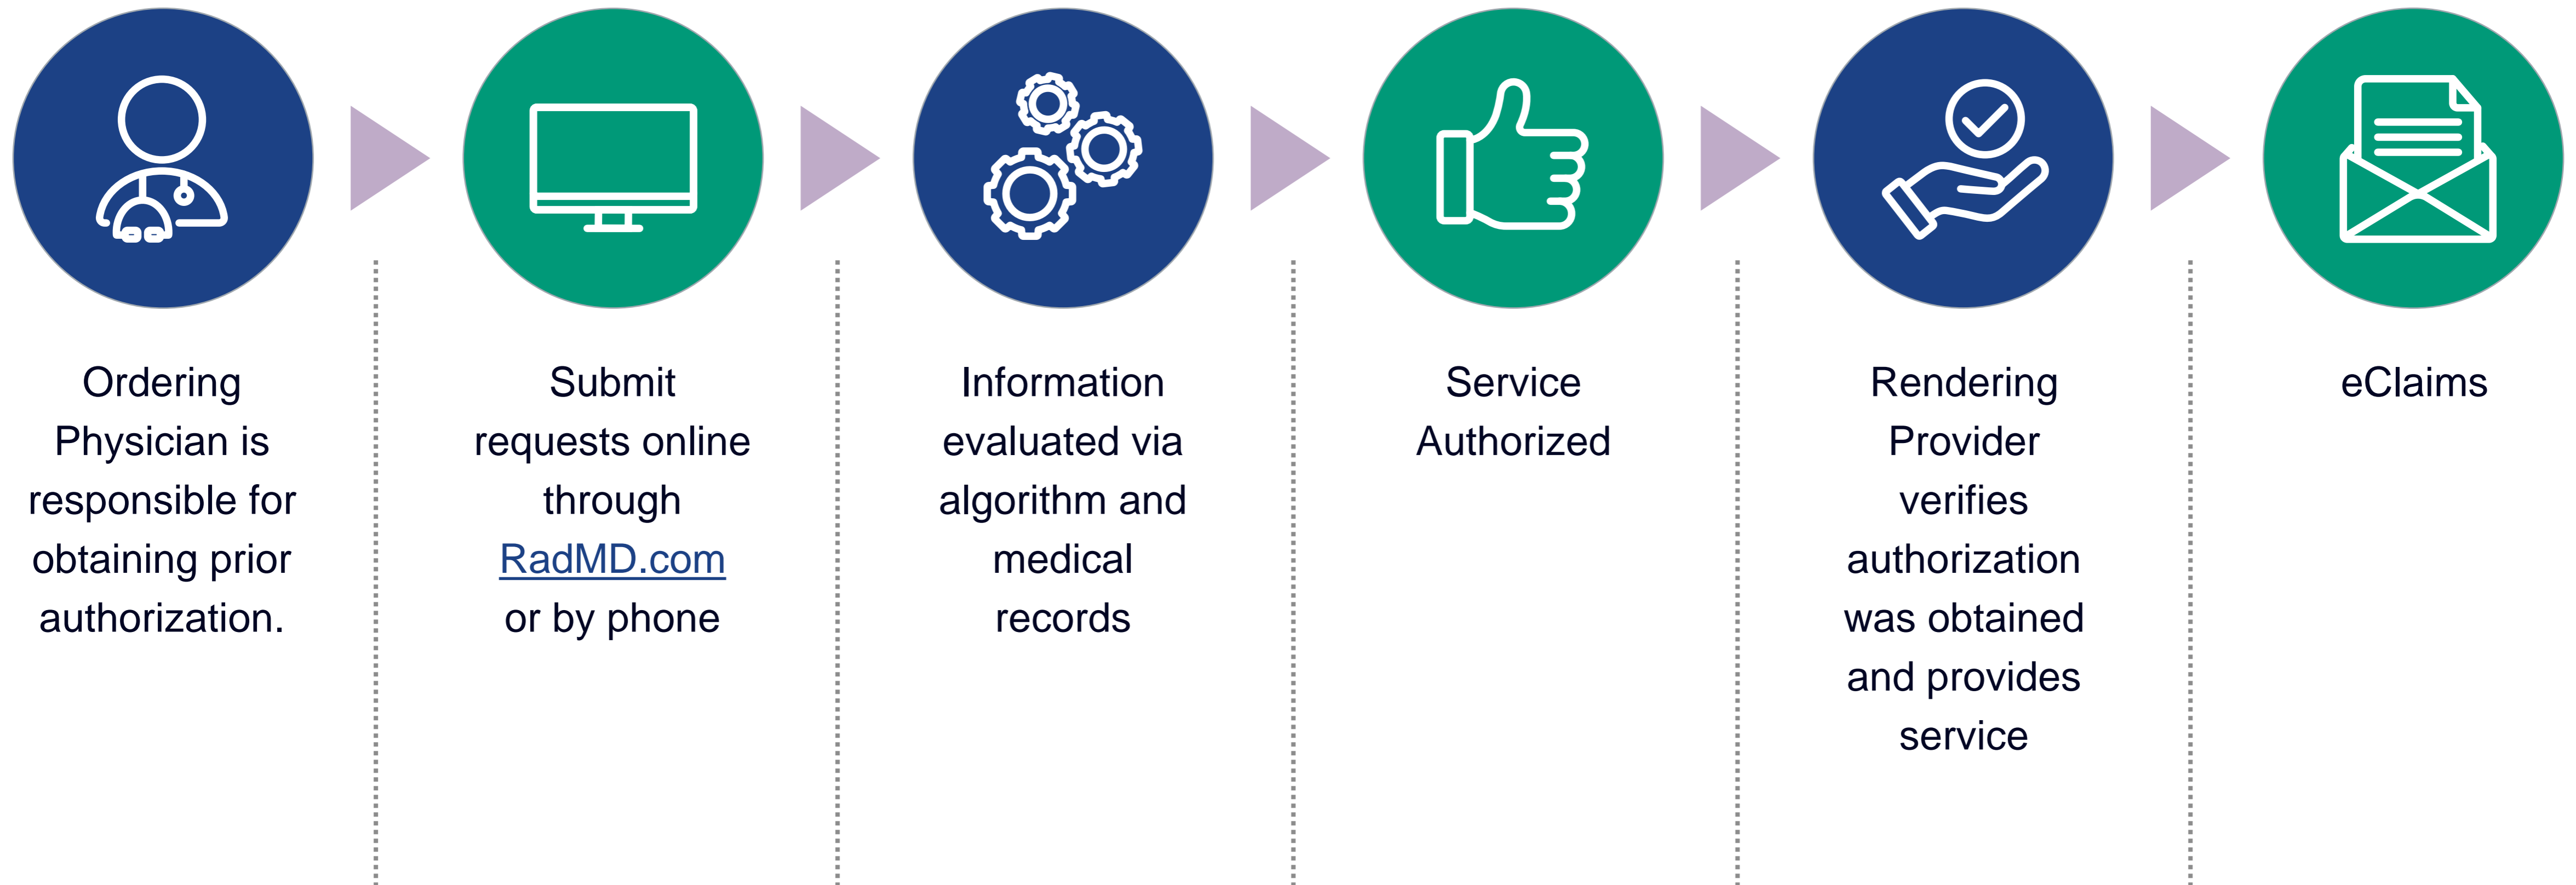 Ordering
Physician is
responsible for
obtaining prior
authorization.
Submit
requests online
through
RadMD.com
or by phone
Information
evaluated via
algorithm and
medical
records
Service
Authorized
Rendering
Provider
verifies
authorization
was obtained
and provides
service
eClaims